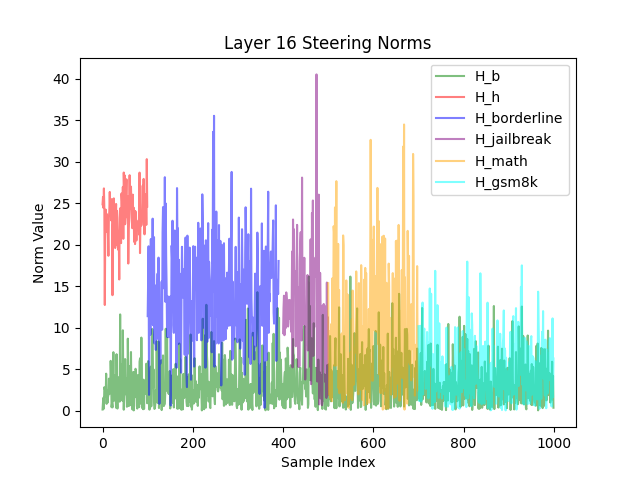 Layer 16 Steering Norms
H_b
H_h
H_borderline
H_jailbreak
H_math
H_gsm8k
Norm Value
40
35
30
25
20
15
10
5
0
0 200 400 600 800 1000
Sample Index